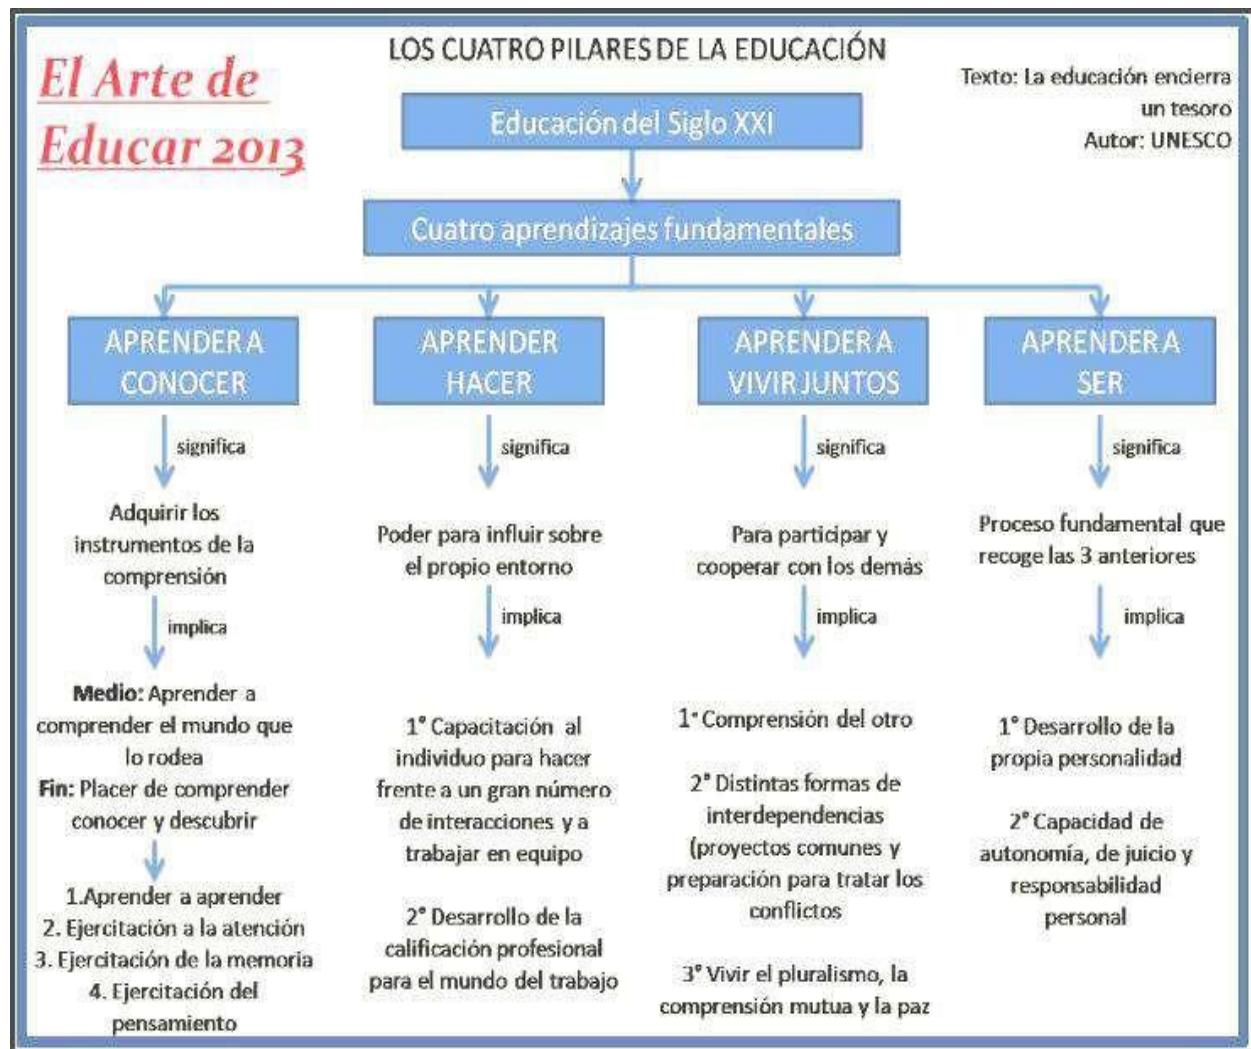 LOS CUATRO PILARES DE LA EDUCACIÓN
El Arte de
Educar 2013
Texto: La educación encierra
un tesoro
Autor: UNESCO
Educación del Siglo XXI
Cuatro aprendizajes fundamentales
APRENDER A
CONOCER
significa
Adquirir los
instrumentos de la
comprensión
implica
Medio: Aprender a
comprender el mundo que
lo rodea
Fin: Placer de comprender
conocer y descubrir
1.Aprender a aprender
2. Ejercitación a la atención
3. Ejercitación de la memoria
4. Ejercitación del
pensamiento
APRENDER
HACER
significa
Poder para influir sobre
el propio entorno
implica
1° Capacitación al
individuo para hacer
frente a un gran número
de interacciones y a
trabajar en equipo
2° Desarrollo de la
calificación profesional
para el mundo del trabajo
APRENDER A
VIVIR JUNTOS
significa
Para participar y
cooperar con los demás
implica
1° Comprensión del otro
2° Distintas formas de
interdependencias
(proyectos comunes y
preparación para tratar los
conflictos
3° Vivir el pluralismo, la
comprensión mutua y la paz
APRENDER A
SER
significa
Proceso fundamental que
recoge las 3 anteriores
implica
1° Desarrollo de la
propia personalidad
2° Capacidad de
autonomía, de juicio y
responsabilidad
personal